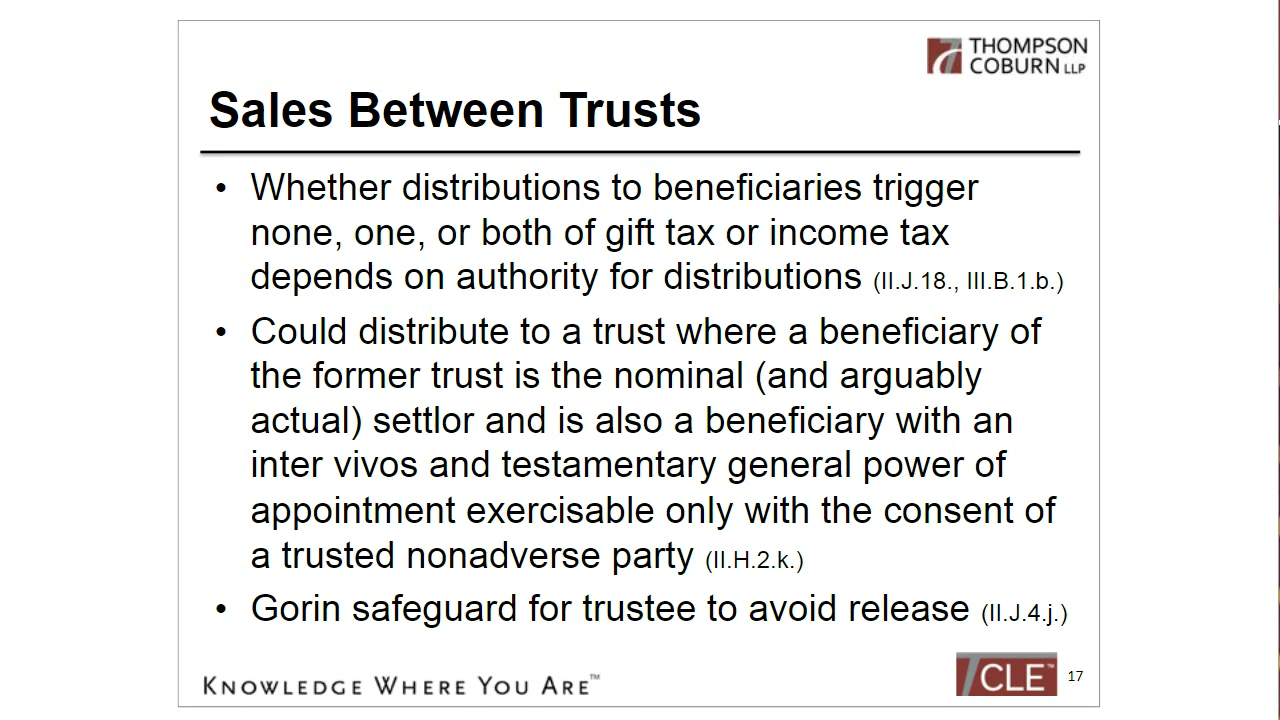 THOMPSON
COBURN LLP
Sales Between Trusts
• Whether distributions to beneficiaries trigger
none, one, or both of gift tax or income tax
depends on authority for distributions (II.J.18., III.B.1.b.)
• Could distribute to a trust where a beneficiary of
the former trust is the nominal (and arguably
actual) settlor and is also a beneficiary with an
inter vivos and testamentary general power of
appointment exercisable only with the consent of
a trusted nonadverse party (II.H.2.k.)
• Gorin safeguard for trustee to avoid release (II.J.4.j.)
KNOWLEDGE WHERE YOU ARE™
CLE™ 17